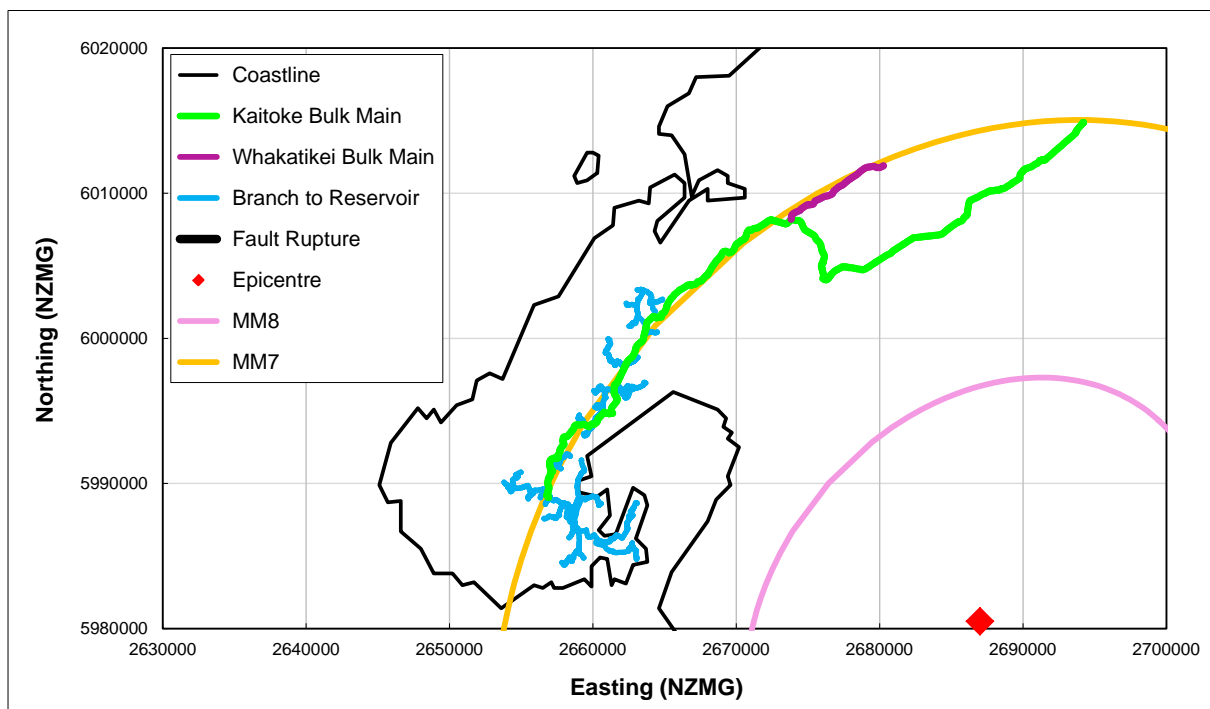 6020000
6010000
6000000
5990000
5980000
Northing (NZMG)
Coastline
Kaitoke Bulk Main
Whakatikei Bulk Main
Branch to Reservoir
Fault Rupture
Epicentre
MM8
MM7
2630000 2640000 2650000 2660000 2670000 2680000 2690000 2700000
Easting (NZMG)